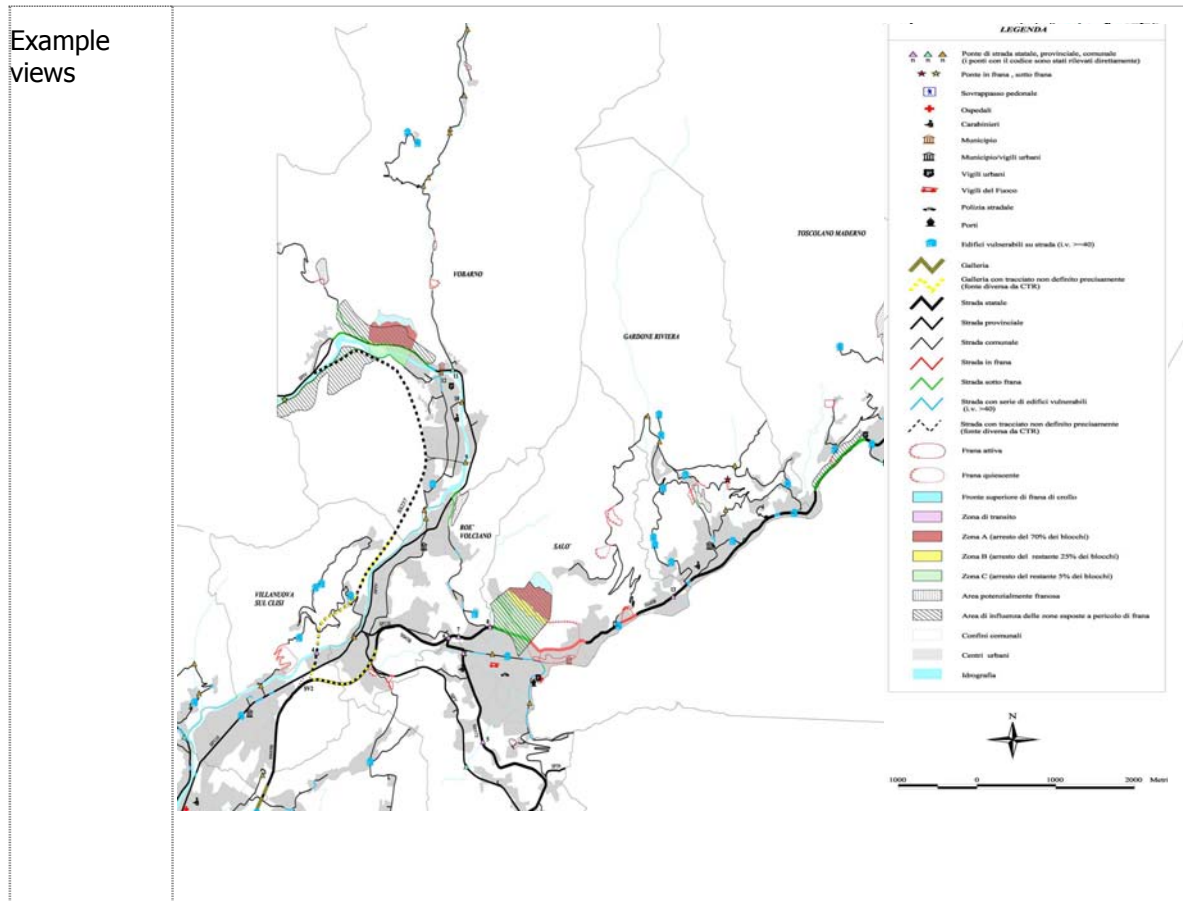 Example
views
LEGENDA
Ponte di strada statale, provinciale, comunale
(i ponti con il codice sono stati rilevati direttamente)
Ponte in frana , sotto frana
Sovrappasso pedonale
Ospedali
Carabinieri
Municipio
Municipio/vigili urbani
Vigili urbani
Vigili del Fuoco
Polizia stradale
Porti
Edifici vulnerabili su strada (i.v. >=40)
Galleria
Galleria con tracciato non definito precisamente
(fonte diversa da CTR)
Strada statale
Strada provinciale
Strada comunale
Strada in frana
Strada sotto frana
Strada con serie di edifici vulnerabili
(i.v. >40)
Strada con tracciato non definito precisamente
(fonte diversa da CTR)
Frana attiva
Frana quiescente
Fronte superiore di frana di crollo
Zona di transito
Zona A (arresto del 70% dei blocchi)
Zona B (arresto del restante 25% dei blocchi)
Zona C (arresto del restante 5% dei blocchi)
Area potenzialmente franosa
Area di influenza delle zone esposte a pericolo di frana
Confini comunali
Centri urbani
Idrografia
N
1000 0 1000 2000 Metri
TOSCOLANO MADERNO
VOBARNO
GARDONE RIVIERA
ROE'
VOLCIANO
SALO'
VILLANUOVA
SUL CLISI
SV2